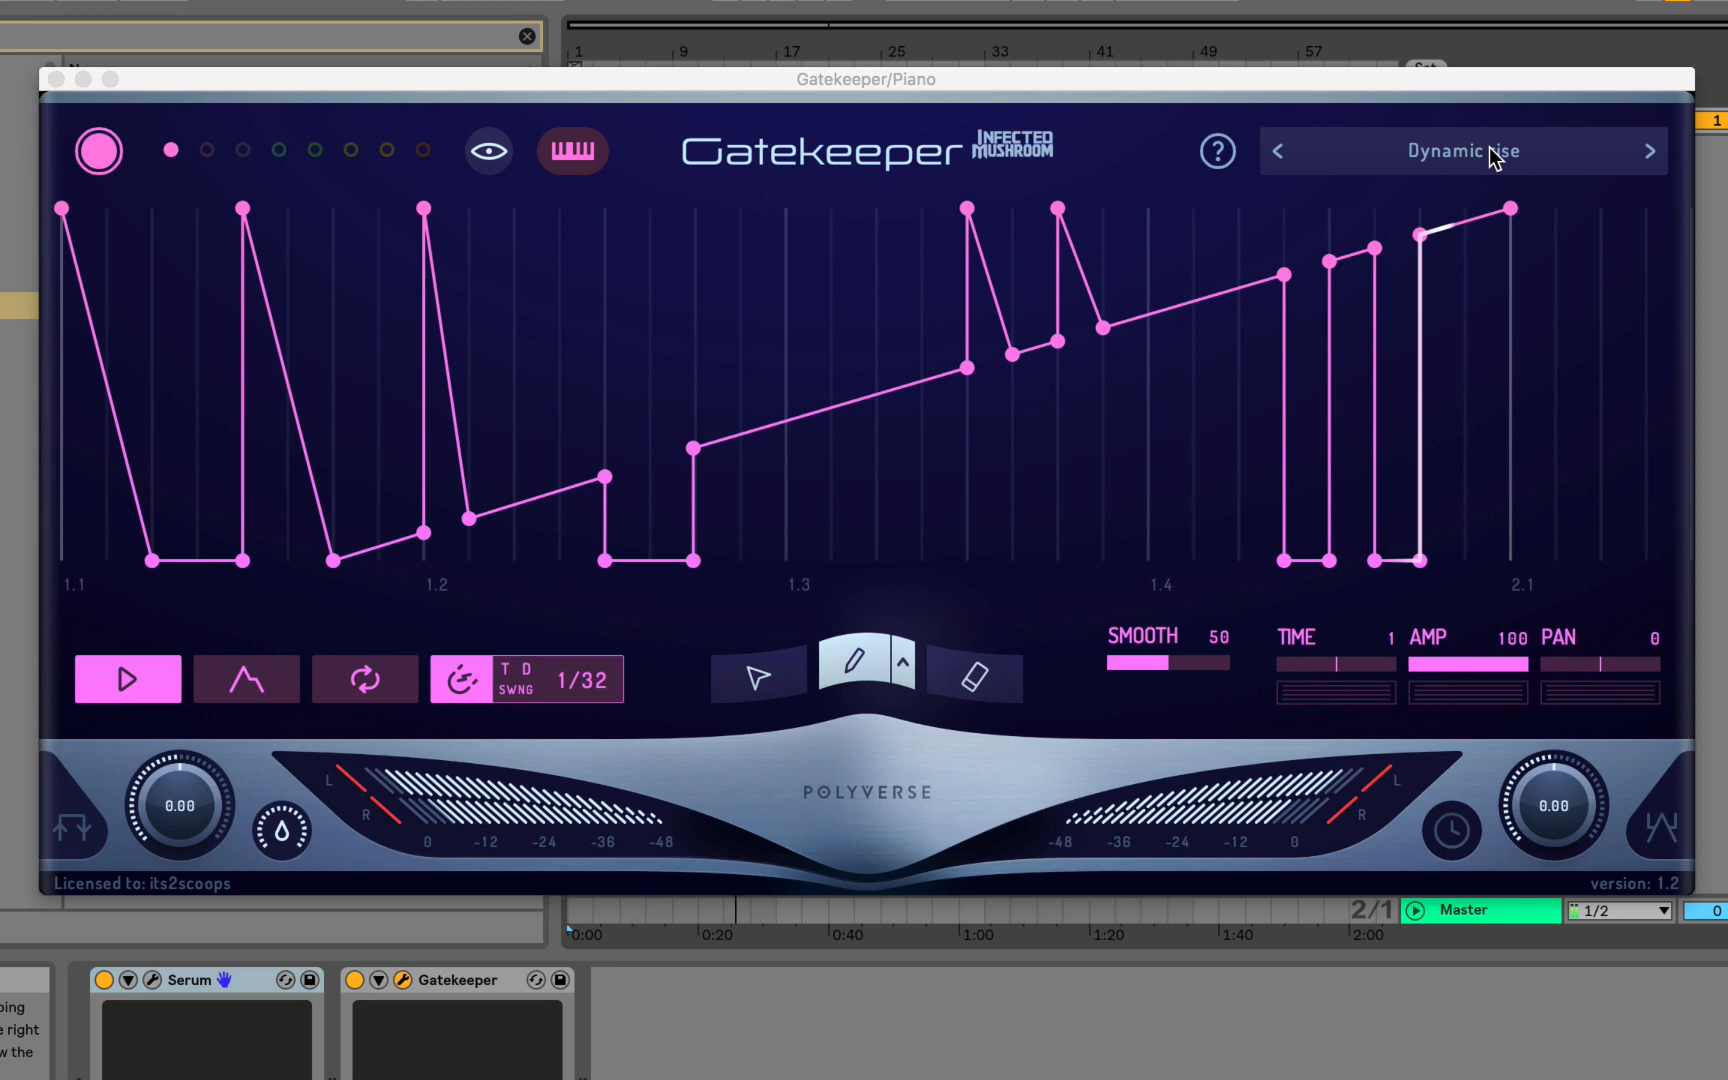 1 9 17 25 33 41 49 57
Gatekeeper/Piano
1
Gatekeeper INFECTED MUSHROOM
? < Dynamic rise >
1.1 1.2 1.3 1.4 2.1
SMOOTH 50 TIME 1 AMP 100 PAN 0
T D
SWNG 1/32
POLYVERSE
0.00 L R 0 -12 -24 -36 -48
-48 -36 -24 -12 0 L R 0.00
Licensed to: its2scoops version: 1.2
2/1 Master 1/2 0
0:00 0:20 0:40 1:00 1:20 1:40 2:00
Serum Gatekeeper
right
w the